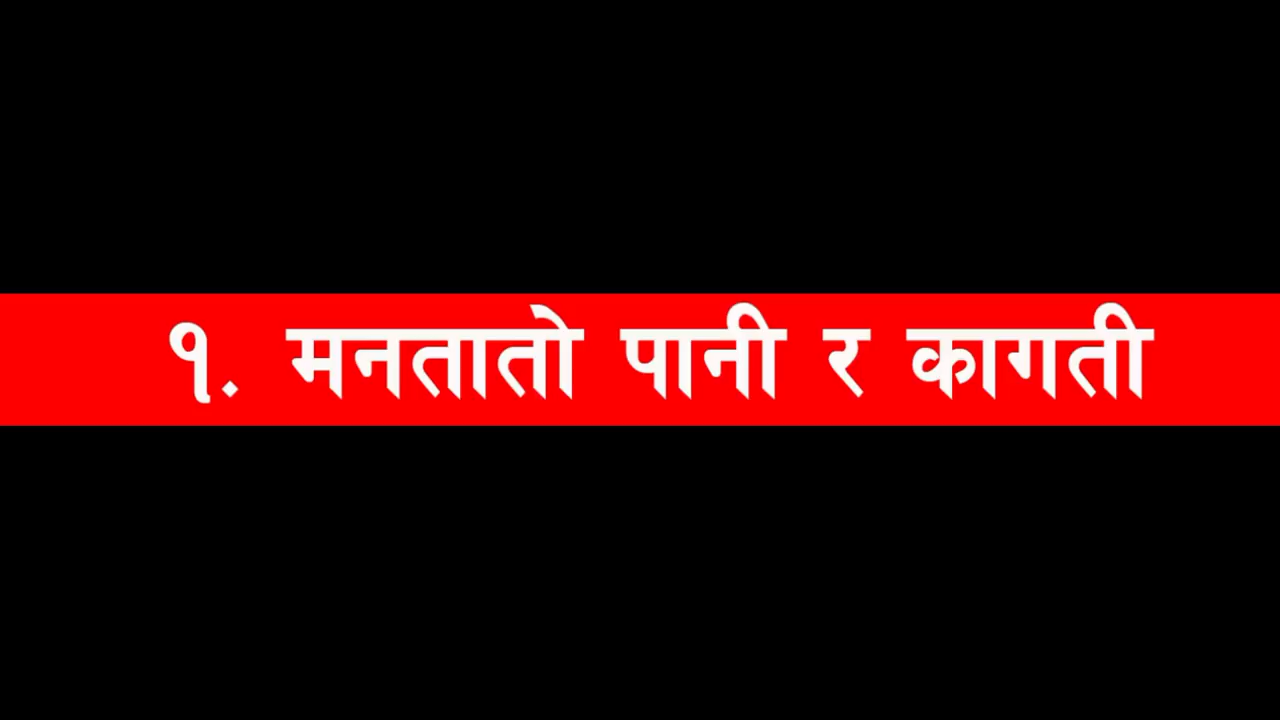 १. मनतातो पानी र कागती